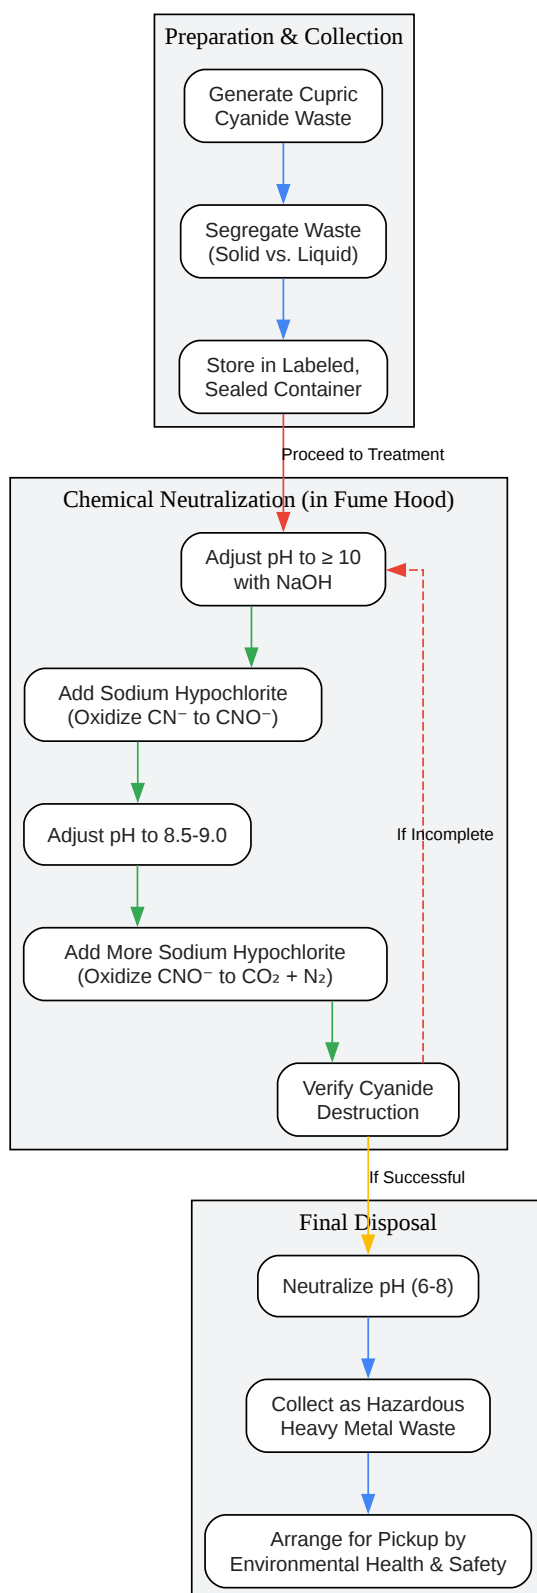 Preparation & Collection
Generate Cupric
Cyanide Waste
Segregate Waste
(Solid vs. Liquid)
Store in Labeled,
Sealed Container
Proceed to Treatment
Chemical Neutralization (in Fume Hood)
Adjust pH to ≥ 10
with NaOH
Add Sodium Hypochlorite
(Oxidize CN⁻ to CNO⁻)
Adjust pH to 8.5-9.0
If Incomplete
Add More Sodium Hypochlorite
(Oxidize CNO⁻ to CO₂ + N₂)
Verify Cyanide
Destruction
If Successful
Final Disposal
Neutralize pH (6-8)
Collect as Hazardous
Heavy Metal Waste
Arrange for Pickup by
Environmental Health & Safety